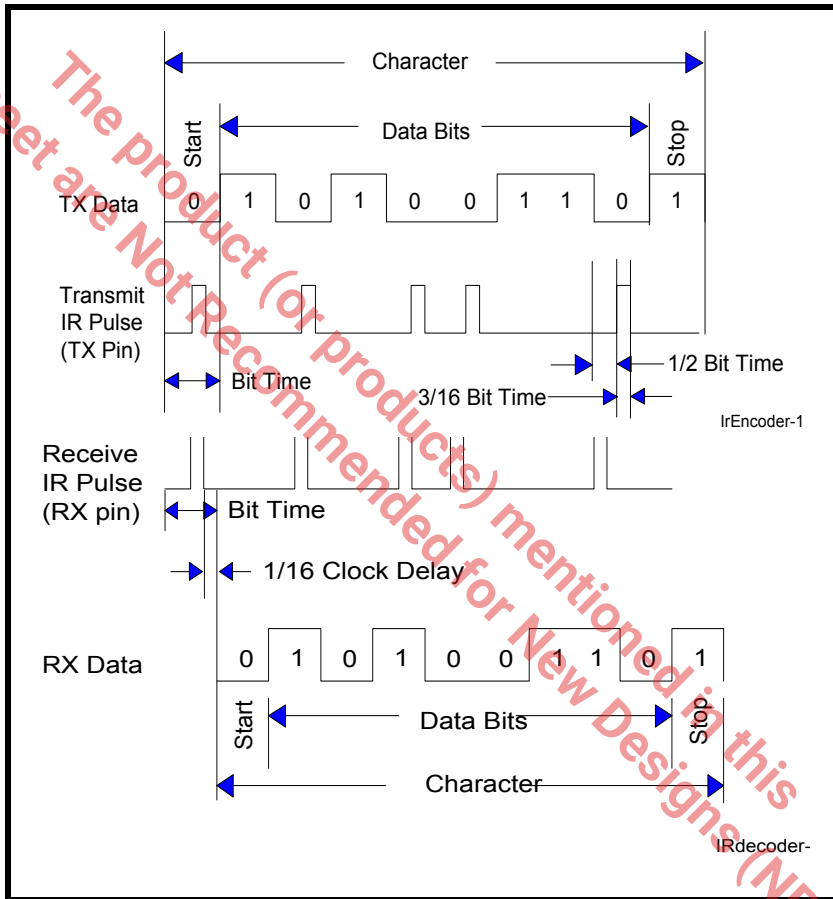 Character
Start
Data Bits
Stop
TX Data
0 1 0 1 0 0 1 1 0 1
Transmit
IR Pulse
(TX Pin)
Bit Time
1/2 Bit Time
3/16 Bit Time
IrEncoder-1
Receive
IR Pulse
(RX pin)
Bit Time
1/16 Clock Delay
RX Data
0 1 0 1 0 0 1 1 0 1
Start
Data Bits
Stop
Character
IRdecoder-
The product (or products) mentioned in this
eet are Not Recommended for New Designs (N